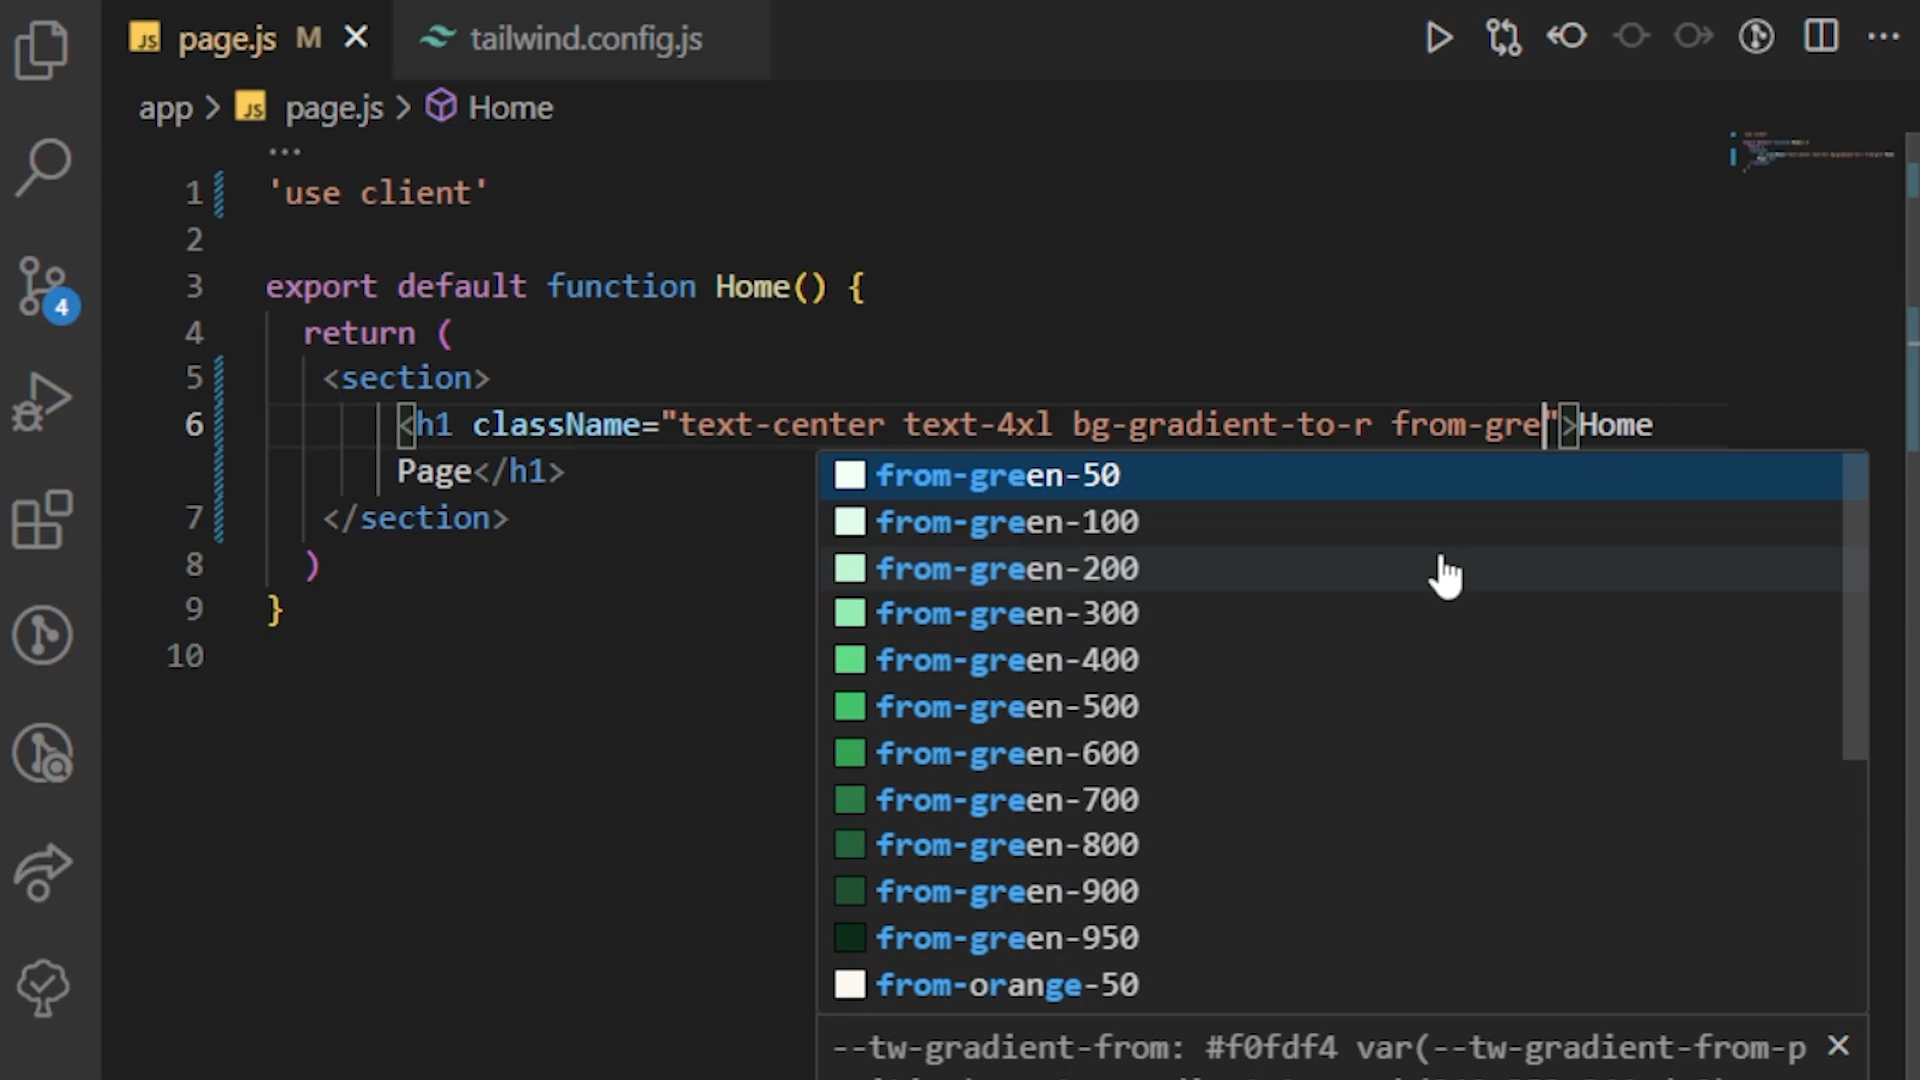 JS page.js M
tailwind.config.js
app > JS page.js > Home
...
1 'use client'
2
3 export default function Home() {
4 return (
5 <section>
6 <h1 className="text-center text-4xl bg-gradient-to-r from-gre">Home
Page</h1>
7 </section>
8 )
9 }
10
4
from-green-50
from-green-100
from-green-200
from-green-300
from-green-400
from-green-500
from-green-600
from-green-700
from-green-800
from-green-900
from-green-950
from-orange-50
--tw-gradient-from: #f0fdf4 var(--tw-gradient-from-p